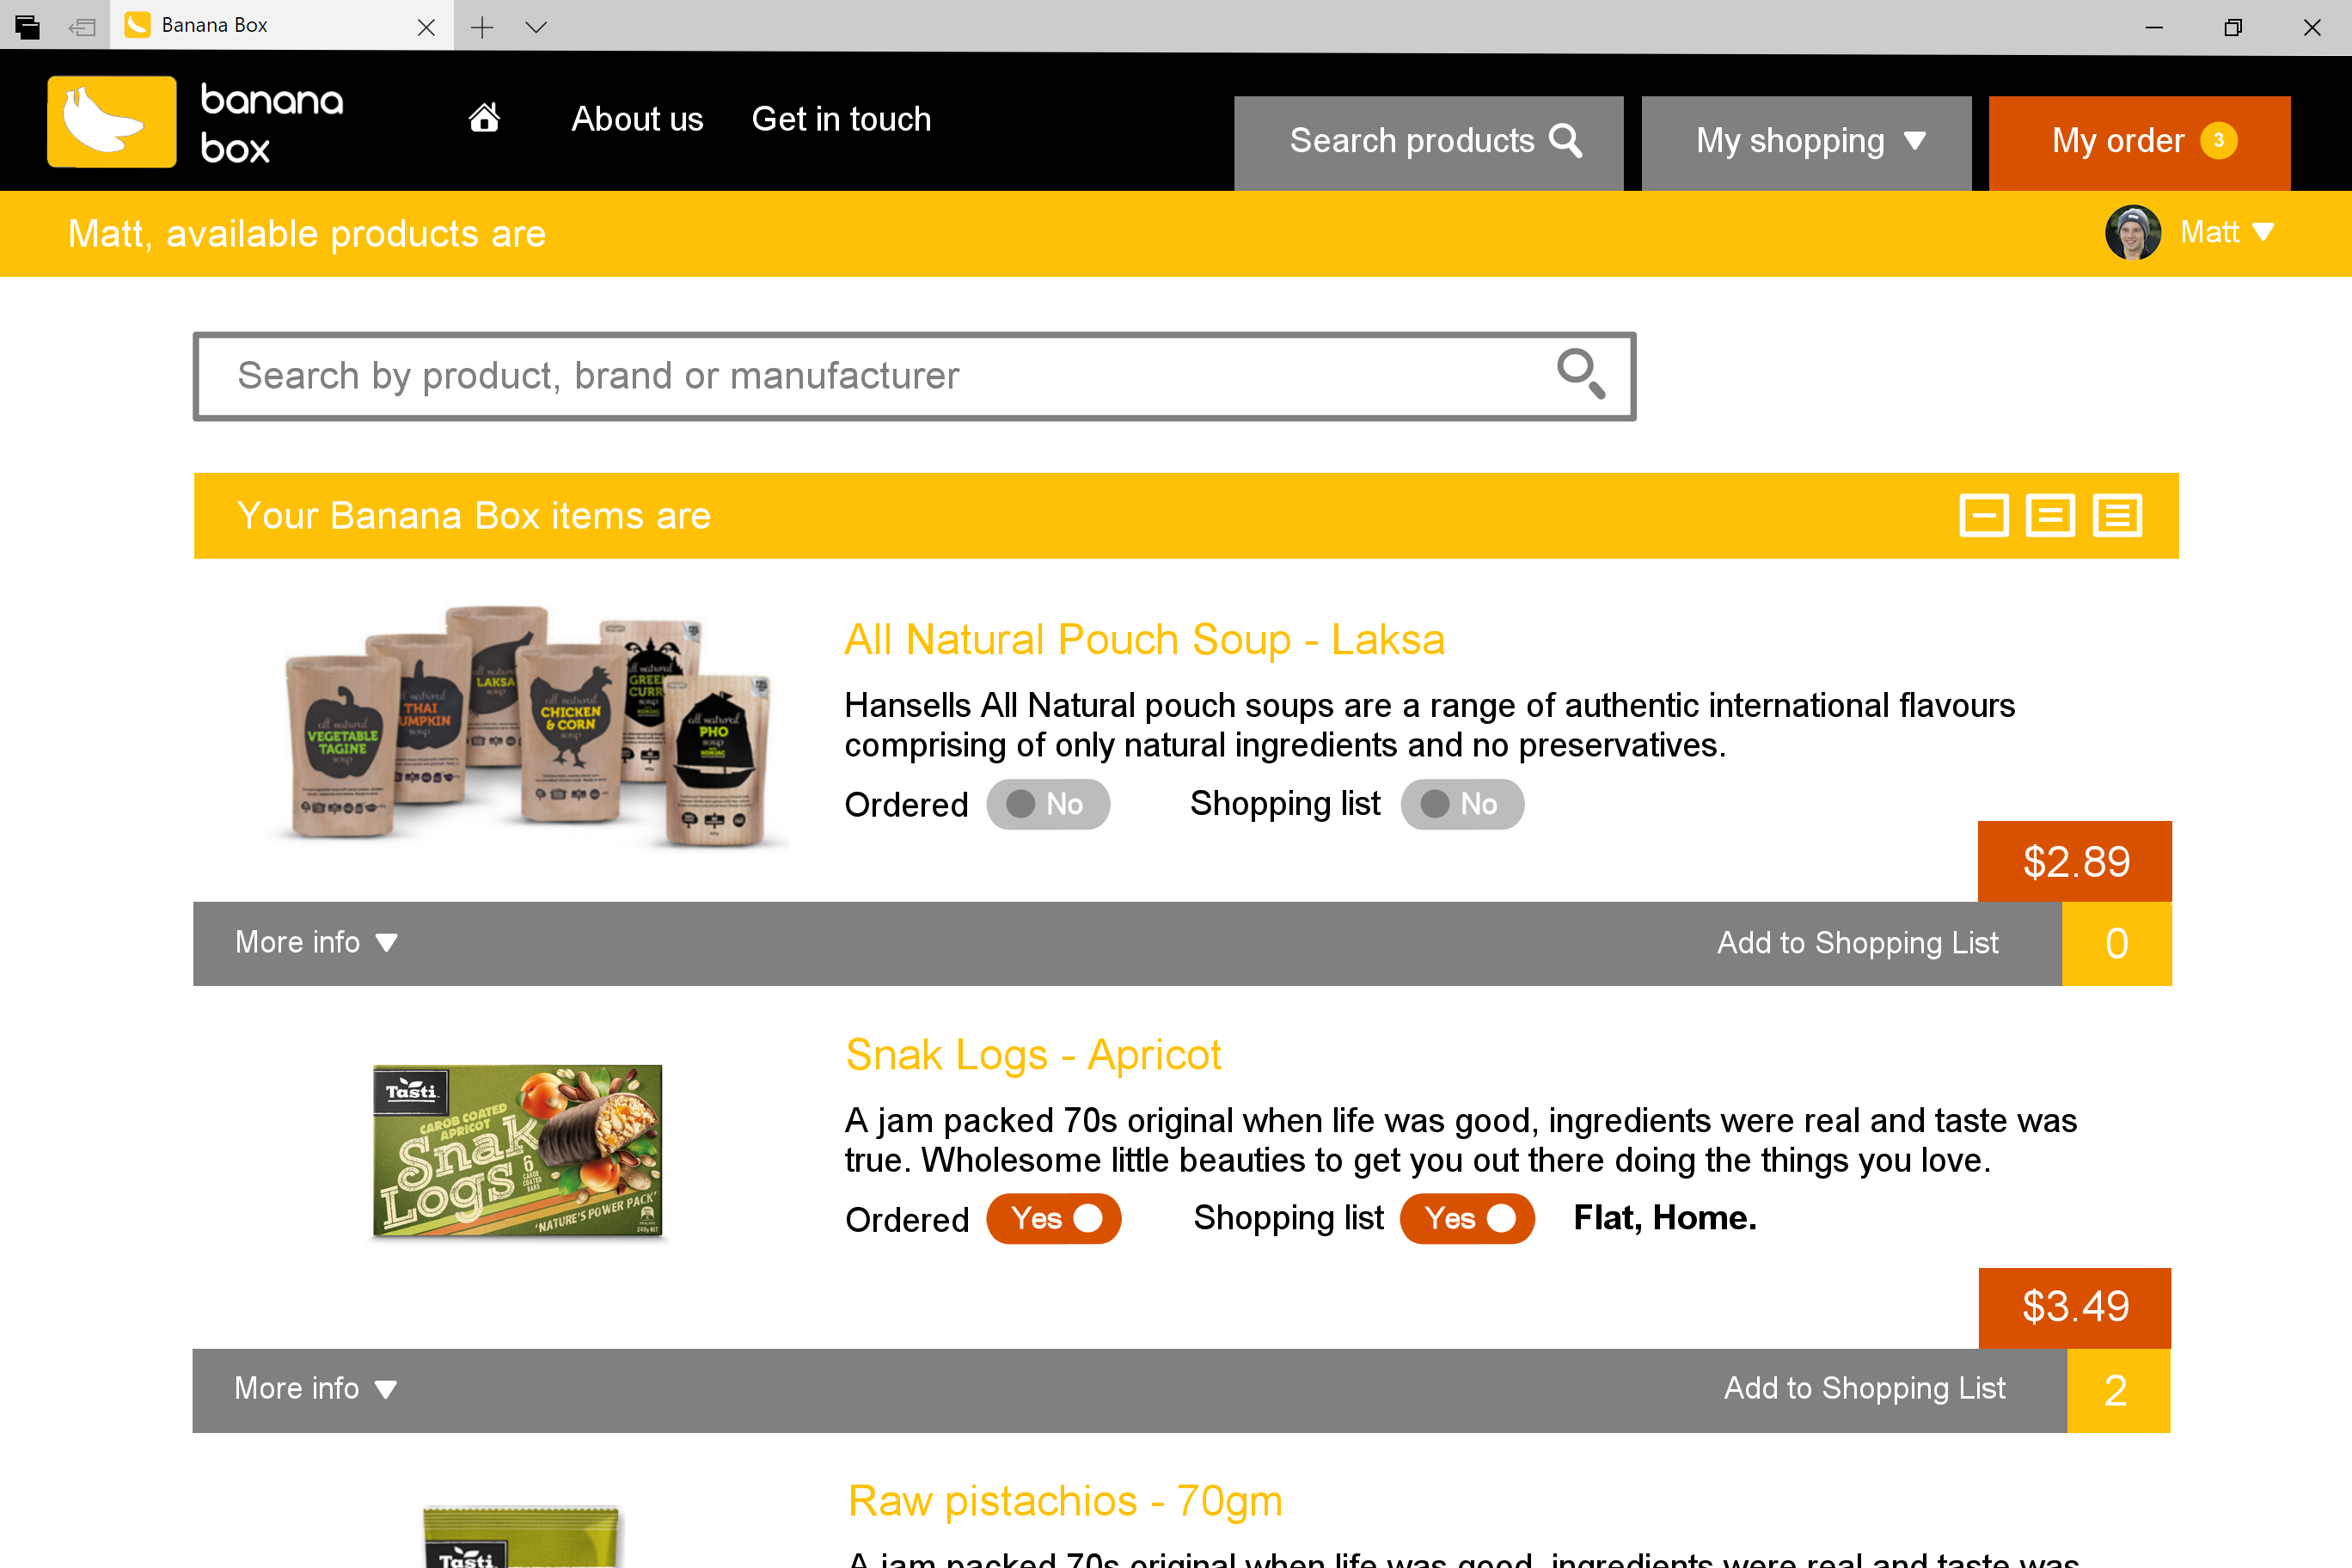 Banana Box
banana
box
About us
Get in touch
Search products
My shopping
My order
3
Matt, available products are
Matt
Search by product, brand or manufacturer
Your Banana Box items are
all natural
VEGETABLE
TAGINE
soup
natural
THAI
UMPKIN
soup
LAKSA
soup
all natural
CHICKEN
& CORN
soup
all natural
GREEN
CURR
all natural
PHO
soup
All Natural Pouch Soup - Laksa
Hansells All Natural pouch soups are a range of authentic international flavours
comprising of only natural ingredients and no preservatives.
Ordered No
Shopping list No
$2.89
More info
Add to Shopping List
0
Tasti
CAROB COATED
APRICOT
Snak
Logs
6
CAROB
COATED
BARS
'NATURE'S POWER PACK'
240g NET
Snak Logs - Apricot
A jam packed 70s original when life was good, ingredients were real and taste was
true. Wholesome little beauties to get you out there doing the things you love.
Ordered Yes
Shopping list Yes
Flat, Home.
$3.49
More info
Add to Shopping List
2
Tasti
Raw pistachios - 70gm
A jam packed 70s original when life was good, ingredients were real and taste was